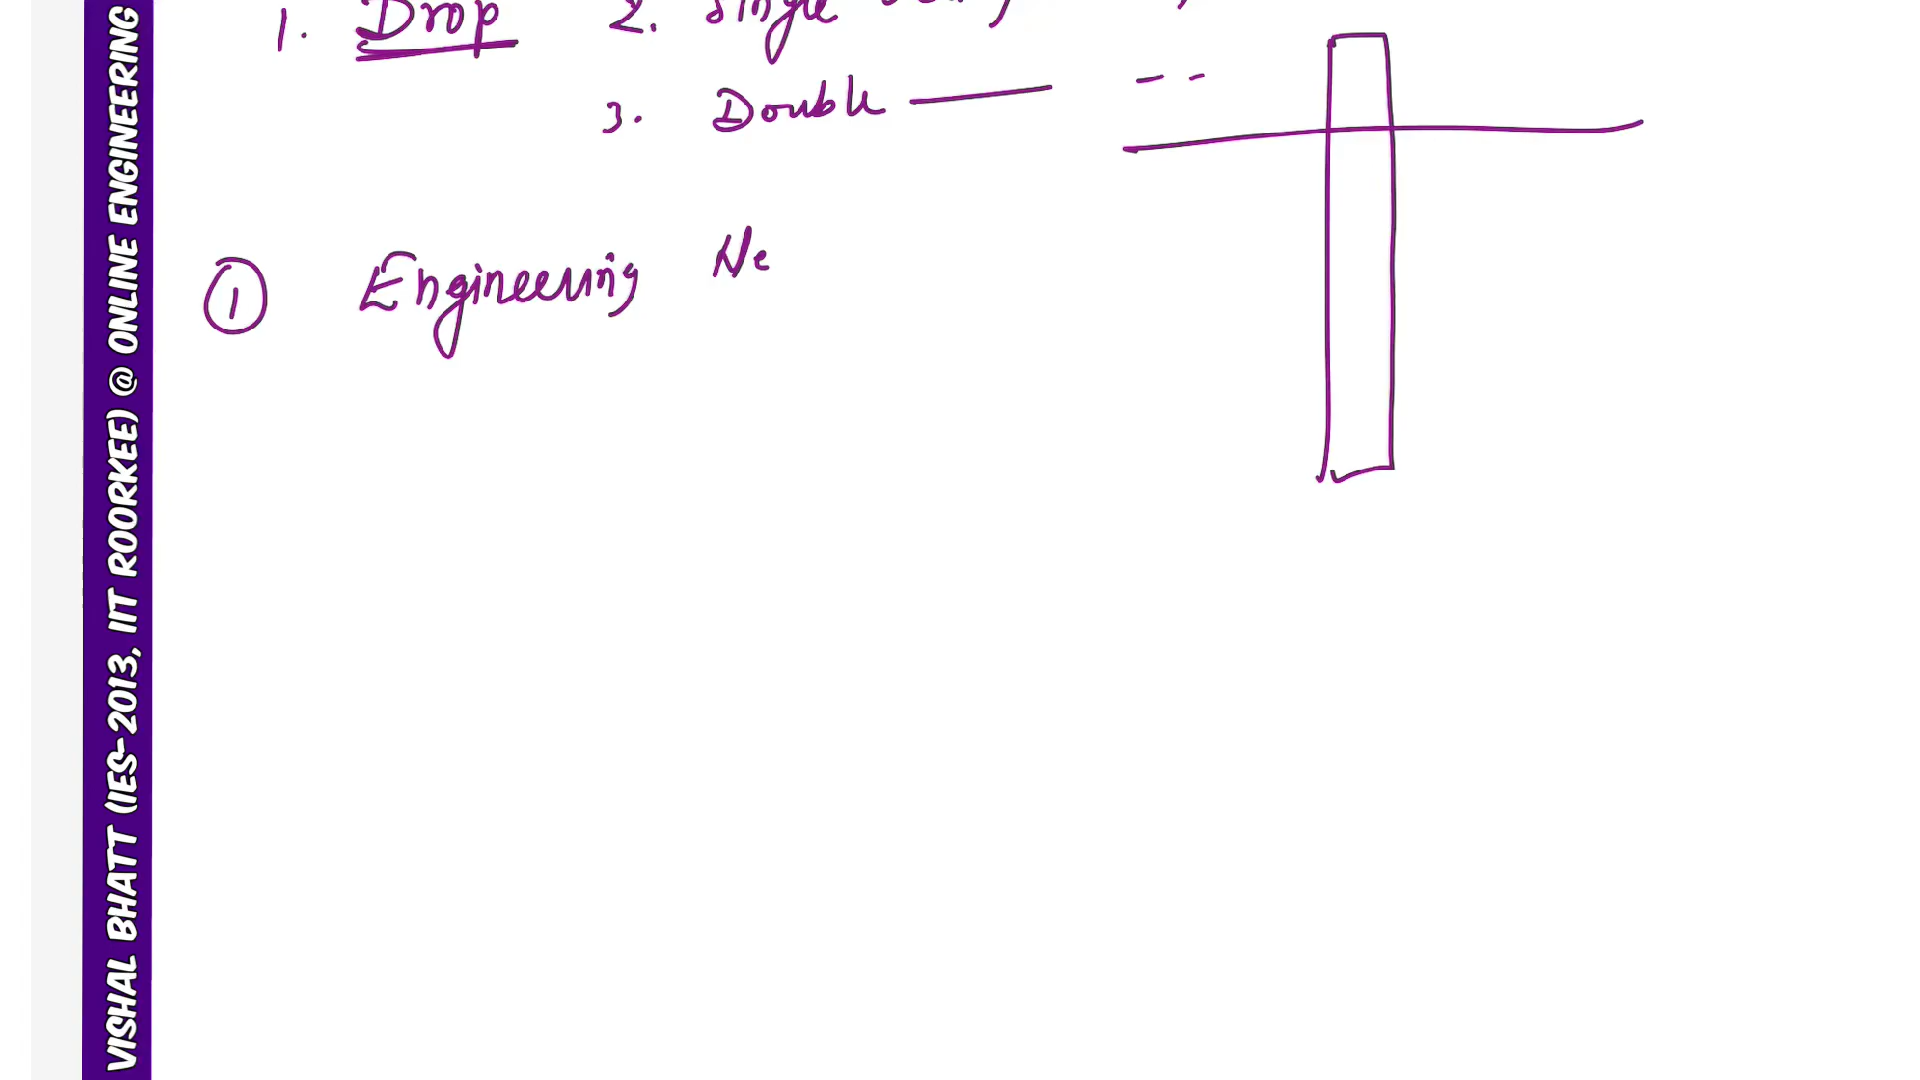 1. Drop 2. Single
3. Double —— - -
① Engineering Ne
VISHAL BHATT (IES-2013, IIT ROORKEE) @ ONLINE ENGINEERING